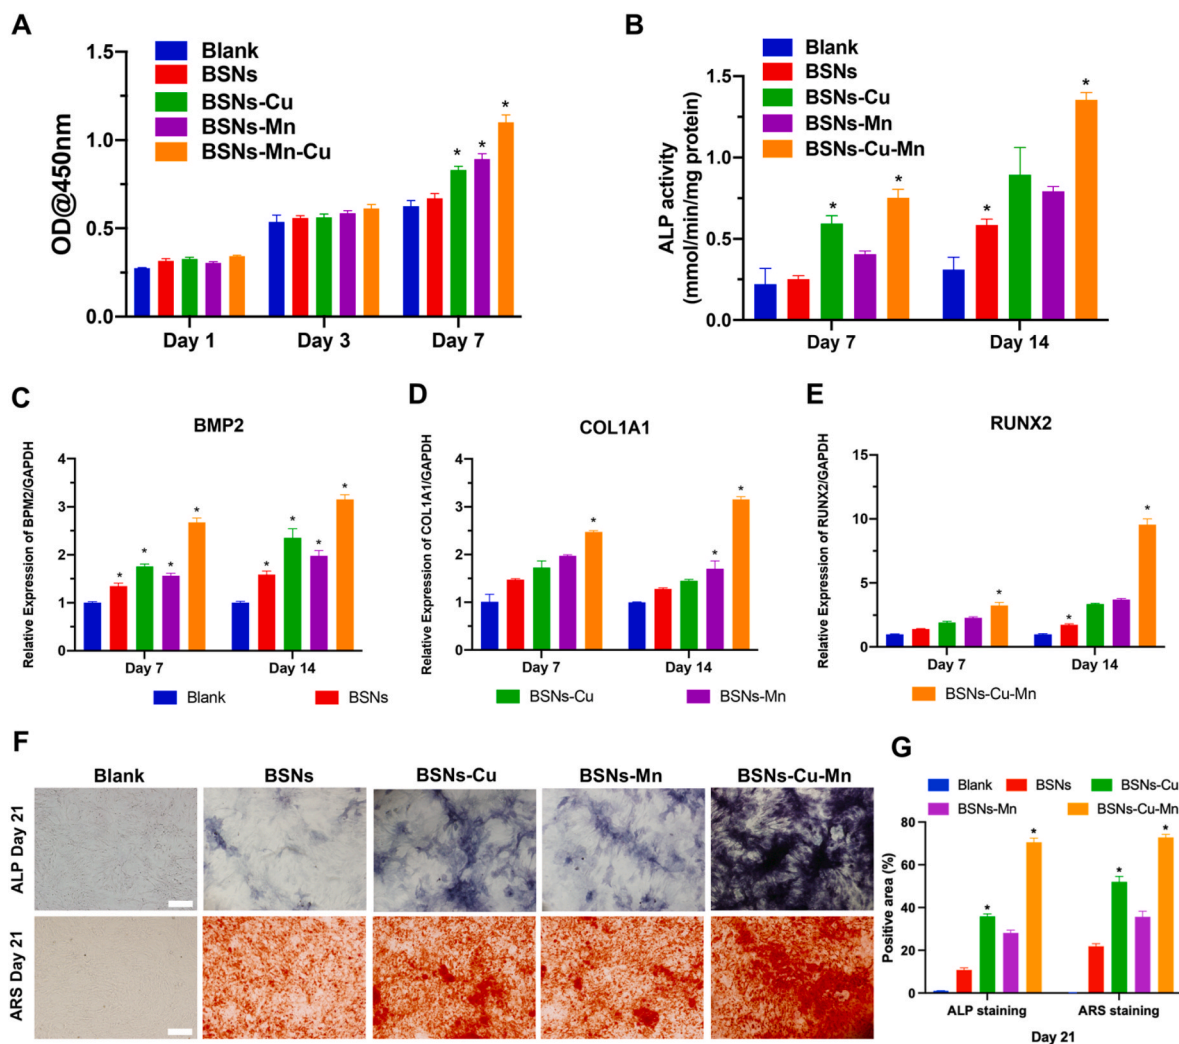 A
OD@450nm
1.5
1.0
0.5
0.0
Blank
BSNs
BSNs-Cu
BSNs-Mn
BSNs-Mn-Cu
*
*
*
Day 1
Day 3
Day 7
B
ALP activity
(mmol/min/mg protein)
1.5
1.0
0.5
0.0
Blank
BSNs
BSNs-Cu
BSNs-Mn
BSNs-Cu-Mn
*
*
*
*
Day 7
Day 14
C
BMP2
Relative Expression of BPM2/GAPDH
4
3
2
1
0
*
*
*
*
*
*
*
*
Day 7
Day 14
D
COL1A1
Relative Expression of COL1A1/GAPDH
4
3
2
1
0
*
*
*
Day 7
Day 14
E
RUNX2
Relative Expression of RUNX2/GAPDH
15
10
5
0
*
*
*
Day 7
Day 14
Blank
BSNs
BSNs-Cu
BSNs-Mn
BSNs-Cu-Mn
F
Blank
BSNs
BSNs-Cu
BSNs-Mn
BSNs-Cu-Mn
ALP Day 21
ARS Day 21
G
Blank
BSNs
BSNs-Cu
BSNs-Mn
BSNs-Cu-Mn
Positive area (%)
80
60
40
20
0
*
*
*
*
ALP staining
ARS staining
Day 21